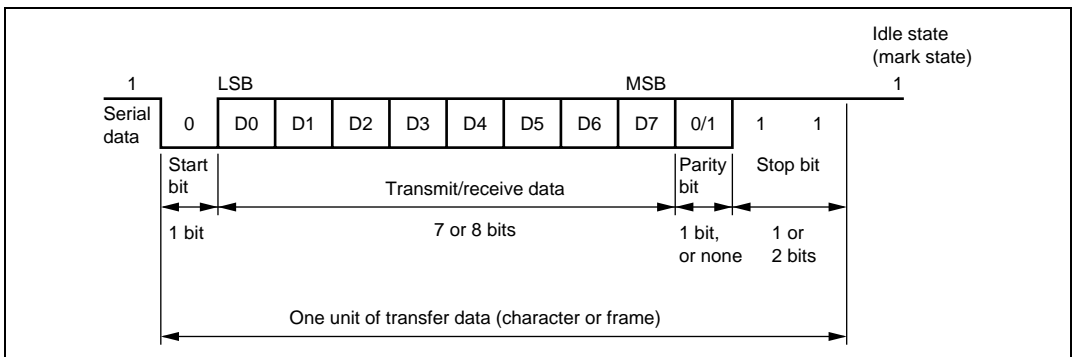 Idle state
(mark state)
1 LSB MSB 1
Serial
data
0 D0 D1 D2 D3 D4 D5 D6 D7 0/1 1 1
Start
bit
Transmit/receive data
Parity
bit
Stop bit
1 bit
7 or 8 bits
1 bit,
or none
1 or
2 bits
One unit of transfer data (character or frame)